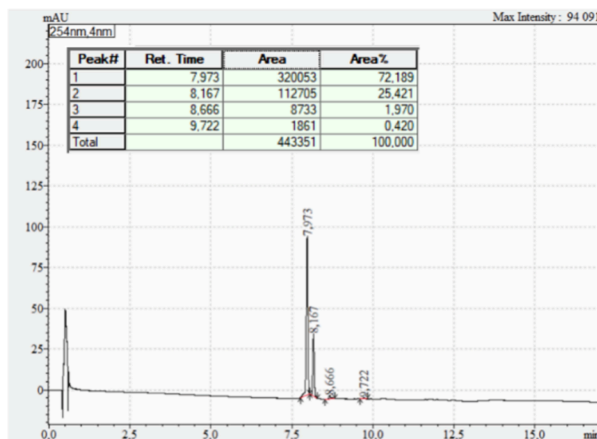 mAU
Max Intensity : 94 091
254nm,4nm
Peak# Ret. Time Area Area%
1 7,973 320053 72,189
2 8,167 112705 25,421
3 8,666 8733 1,970
4 9,722 1861 0,420
Total 443351 100,000
200
175
150
125
100
75
50
25
0
7,973
8,167
8,666
9,722
0.0 2.5 5.0 7.5 10.0 12.5 15.0 min